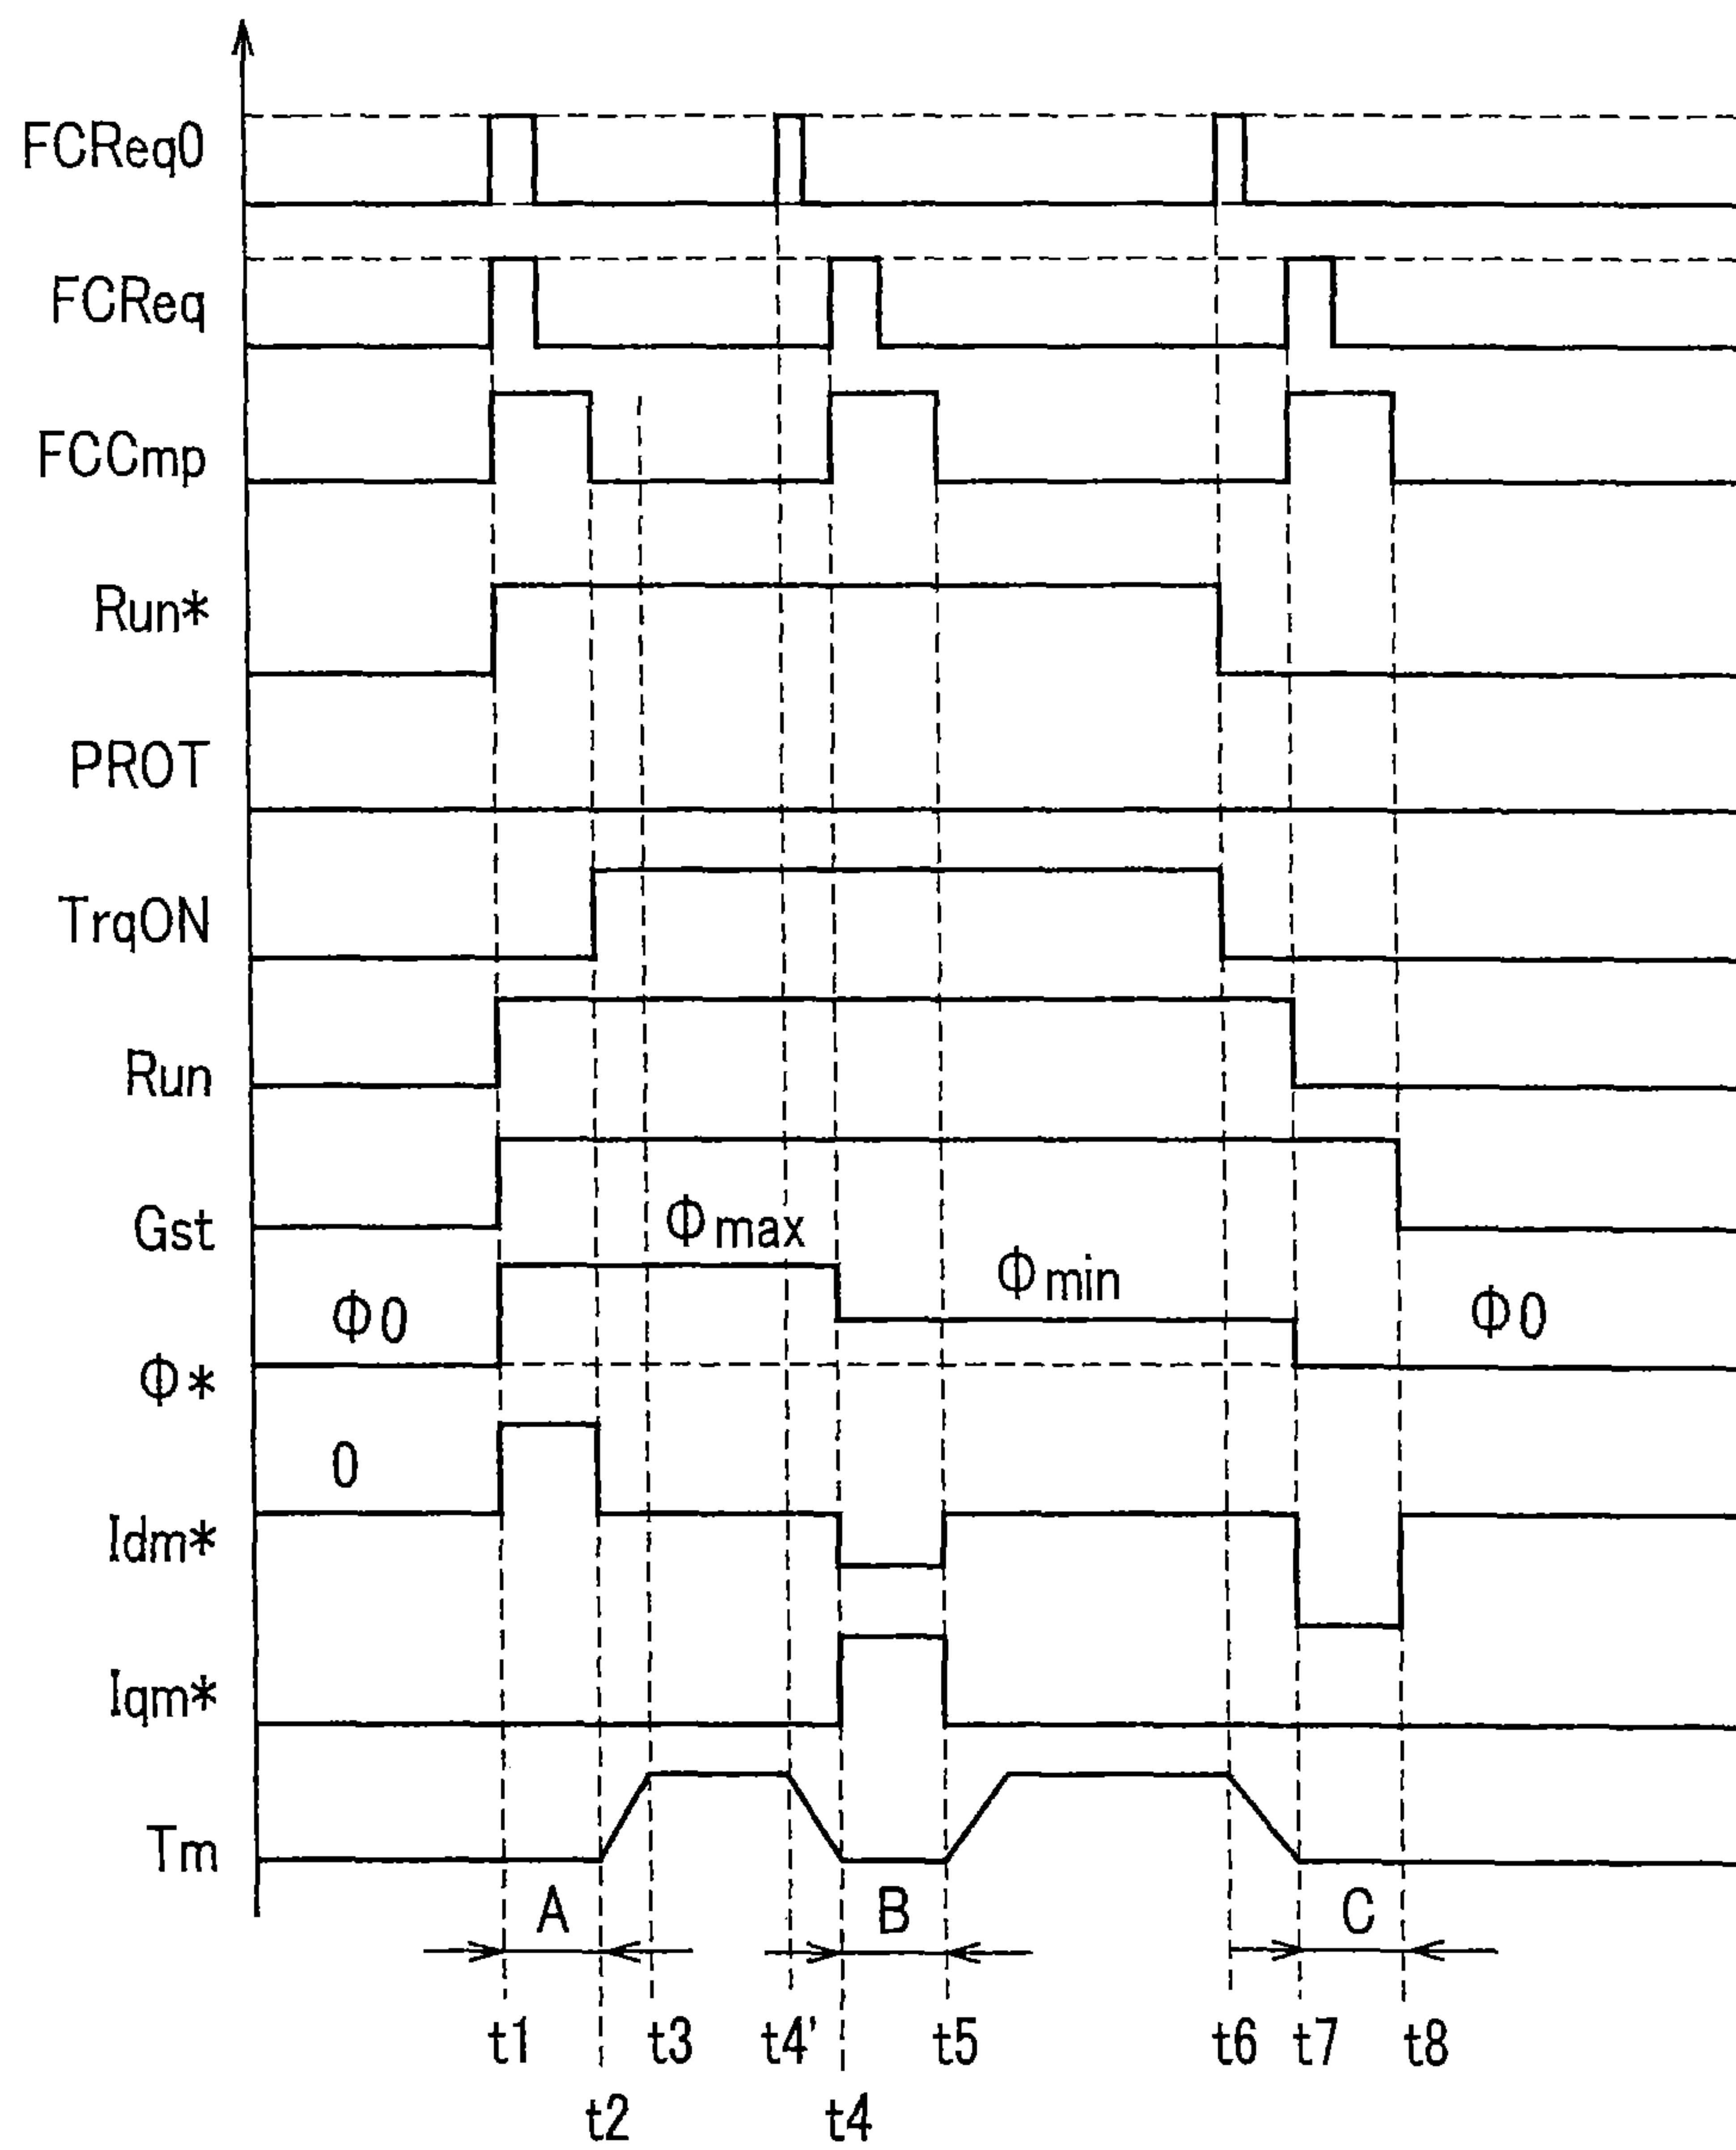 FCReq0
FCReq
FCCmp
Run*
PROT
TrqON
Run
Gst
Φmax
Φmin
Φ0
Φ0
Φ*
0
Idm*
Iqm*
Tm
A B C
t1 t3 t4' t5 t6 t7 t8
t2 t4